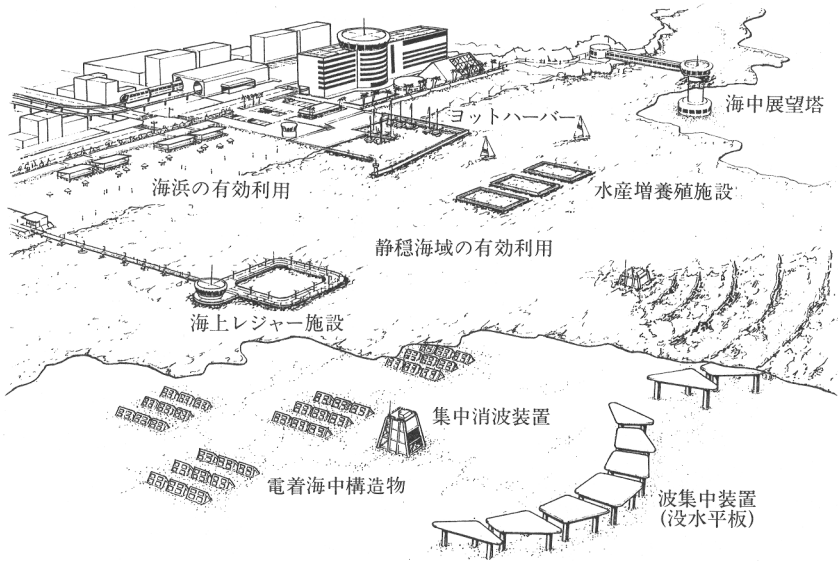 海中展望塔
ヨットハーバー
海浜の有効利用
水産増養殖施設
静穏海域の有効利用
海上レジャー施設
集中消波装置
電着海中構造物
波集中装置
(没水平板)